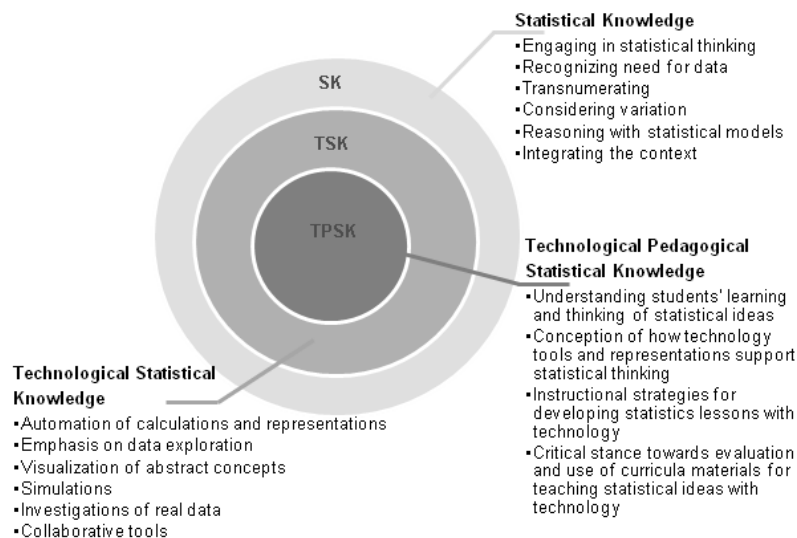 Statistical Knowledge
▪Engaging in statistical thinking
▪Recognizing need for data
▪Transnumerating
▪Considering variation
▪Reasoning with statistical models
▪Integrating the context
SK
TSK
TPSK
Technological Pedagogical
Statistical Knowledge
▪Understanding students' learning
and thinking of statistical ideas
▪Conception of how technology
tools and representations support
statistical thinking
▪Instructional strategies for
developing statistics lessons with
technology
▪Critical stance towards evaluation
and use of curricula materials for
teaching statistical ideas with
technology
Technological Statistical
Knowledge
▪Automation of calculations and representations
▪Emphasis on data exploration
▪Visualization of abstract concepts
▪Simulations
▪Investigations of real data
▪Collaborative tools